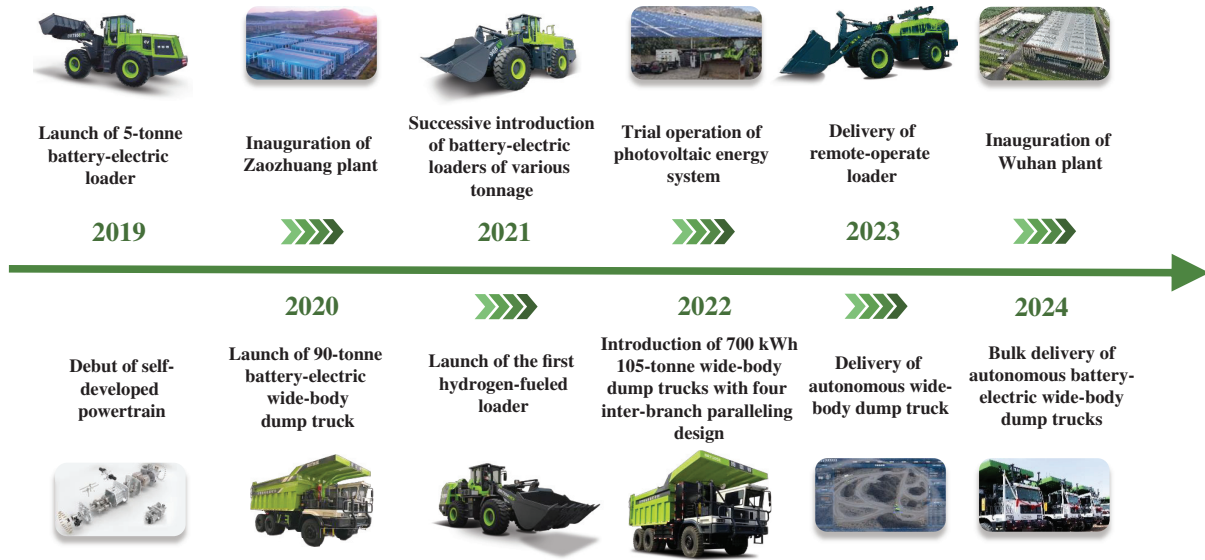 Launch of 5-tonne
battery-electric
loader
Inauguration of
Zaozhuang plant
Successive introduction
of battery-electric
loaders of various
tonnage
Trial operation of
photovoltaic energy
system
Delivery of
remote-operate
loader
Inauguration of
Wuhan plant
2019
2021
2023
2020
2022
2024
Debut of self-
developed
powertrain
Launch of 90-tonne
battery-electric
wide-body
dump truck
Launch of the first
hydrogen-fueled
loader
Introduction of 700 kWh
105-tonne wide-body
dump trucks with four
inter-branch paralleling
design
Delivery of
autonomous wide-
body dump truck
Bulk delivery of
autonomous battery-
electric wide-body
dump trucks